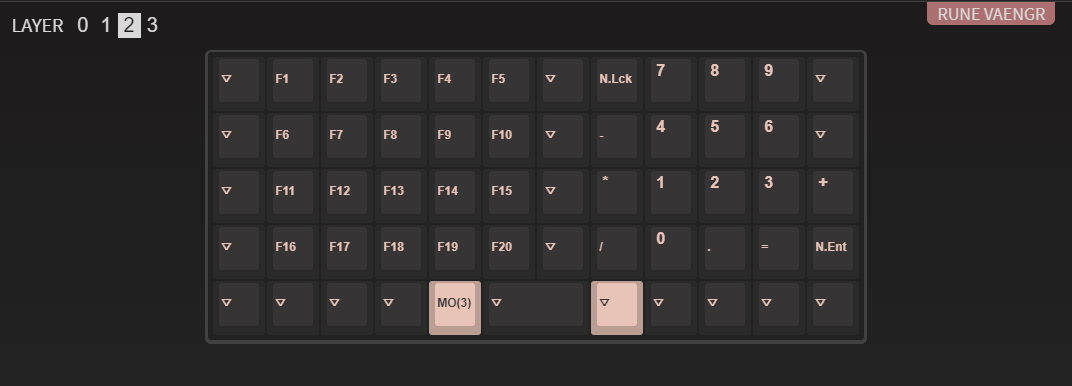 RUNE VAENGR
LAYER 0 1 2 3
F1 F2 F3 F4 F5 N.Lck 7 8 9
F6 F7 F8 F9 F10 - 4 5 6
F11 F12 F13 F14 F15 * 1 2 3 +
F16 F17 F18 F19 F20 / 0 . = N.Ent
MO(3)